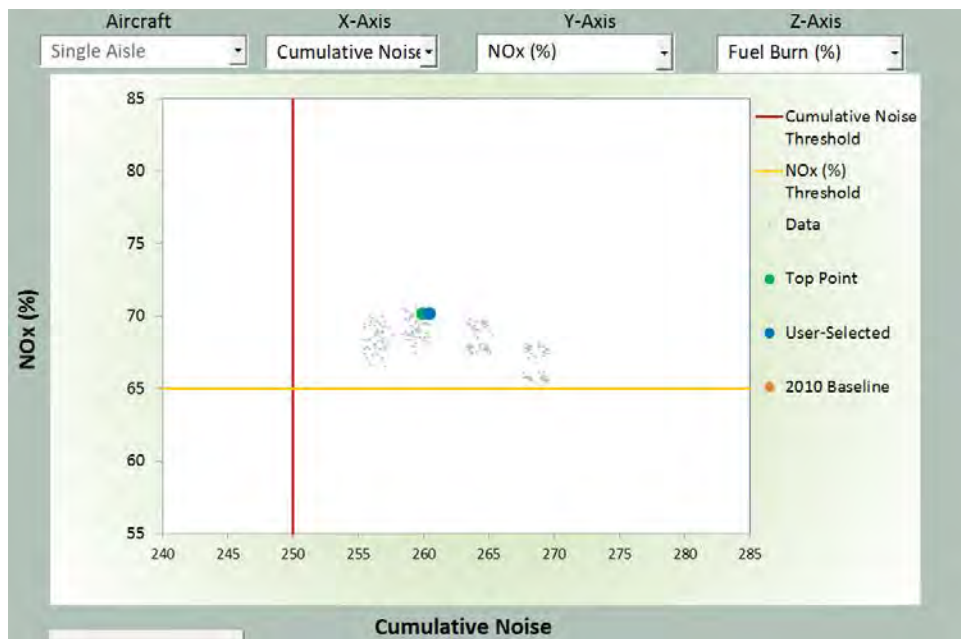 Aircraft
X-Axis
Y-Axis
Z-Axis
Single Aisle
Cumulative Noise
NOx (%)
Fuel Burn (%)
NOx (%)
85
80
75
70
65
60
55
240
245
250
255
260
265
270
275
280
285
Cumulative Noise
Threshold
NOx (%)
Threshold
Data
Top Point
User-Selected
2010 Baseline
Cumulative Noise